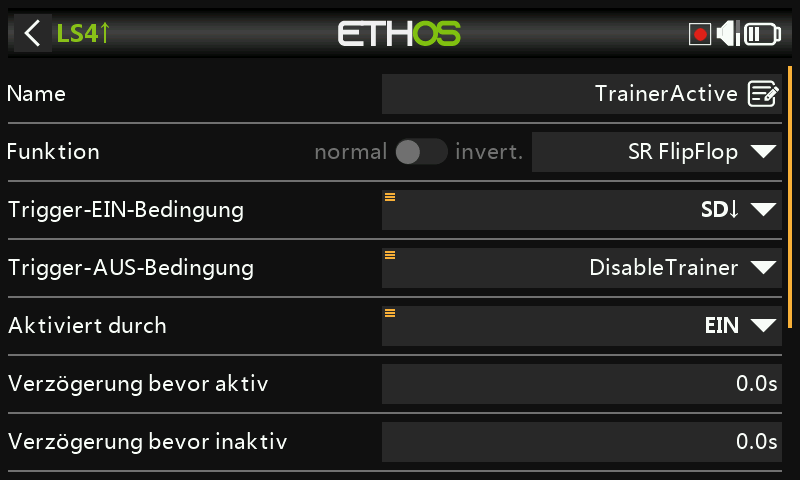 LS4↑ ETHOS
Name TrainerActive
Funktion normal invert. SR FlipFlop
Trigger-EIN-Bedingung SD↓
Trigger-AUS-Bedingung DisableTrainer
Aktiviert durch EIN
Verzögerung bevor aktiv 0.0s
Verzögerung bevor inaktiv 0.0s